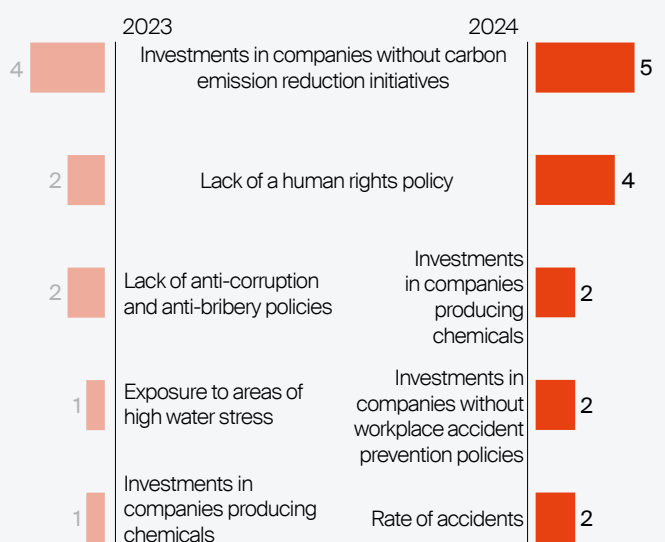 2023
2024
4
Investments in companies without carbon
emission reduction initiatives
5
2
Lack of a human rights policy
4
2
Lack of anti-corruption
and anti-bribery policies
Investments
in companies
producing
chemicals
2
1
Exposure to areas of
high water stress
Investments in
companies without
workplace accident
prevention policies
2
1
Investments in
companies producing
chemicals
Rate of accidents
2